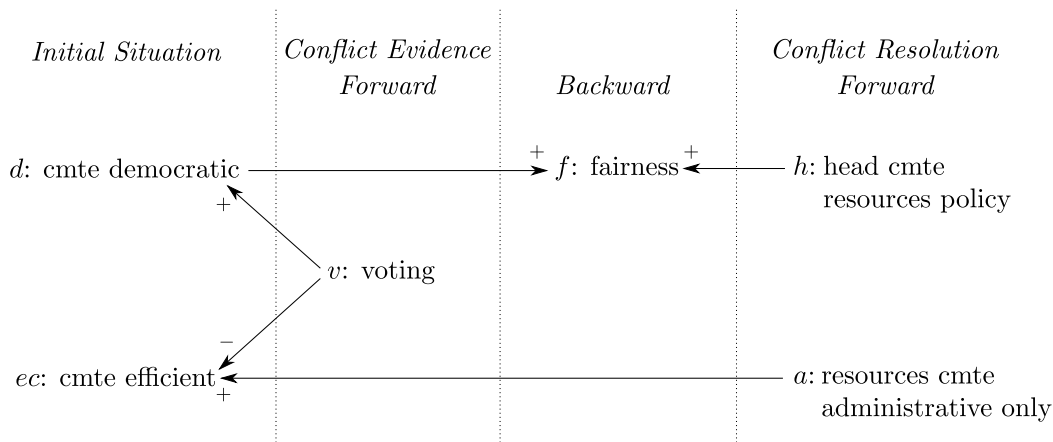 Initial Situation
Conflict Evidence
Forward
Backward
Conflict Resolution
Forward
d: cmte democratic
+
+
f: fairness
+
h: head cmte
resources policy
+
v: voting
−
ec: cmte efficient
+
a: resources cmte
administrative only